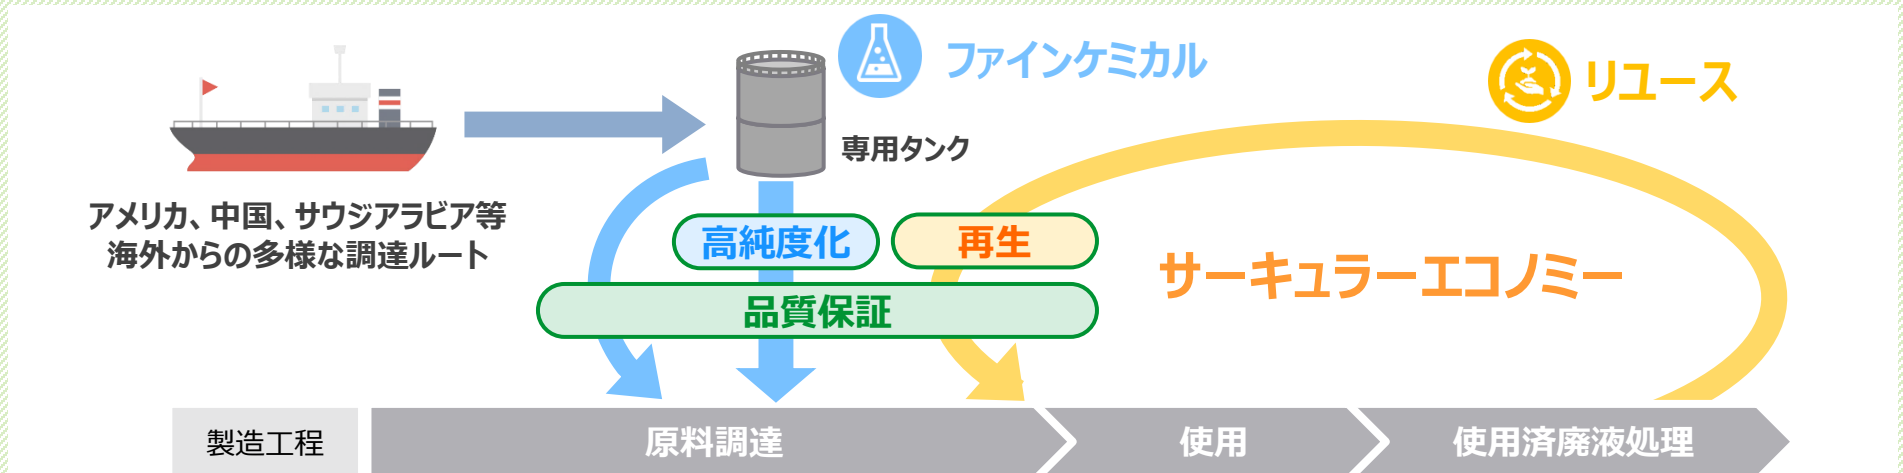 ファインケミカル
リユース
専用タンク
アメリカ、中国、サウジアラビア等
海外からの多様な調達ルート
高純度化
再生
サーキュラーエコノミー
品質保証
製造工程
原料調達
使用
使用済廃液処理